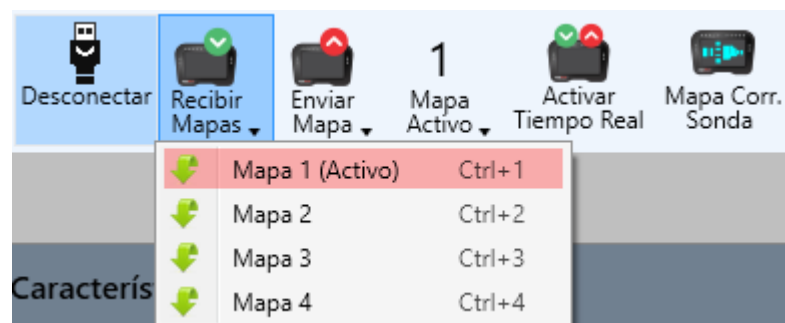 Desconectar
Recibir
Mapas
Enviar
Mapa
1
Mapa
Activo
Activar
Tiempo Real
Mapa Corr.
Sonda
Mapa 1 (Activo) Ctrl+1
Mapa 2 Ctrl+2
Mapa 3 Ctrl+3
Mapa 4 Ctrl+4
Caracterís